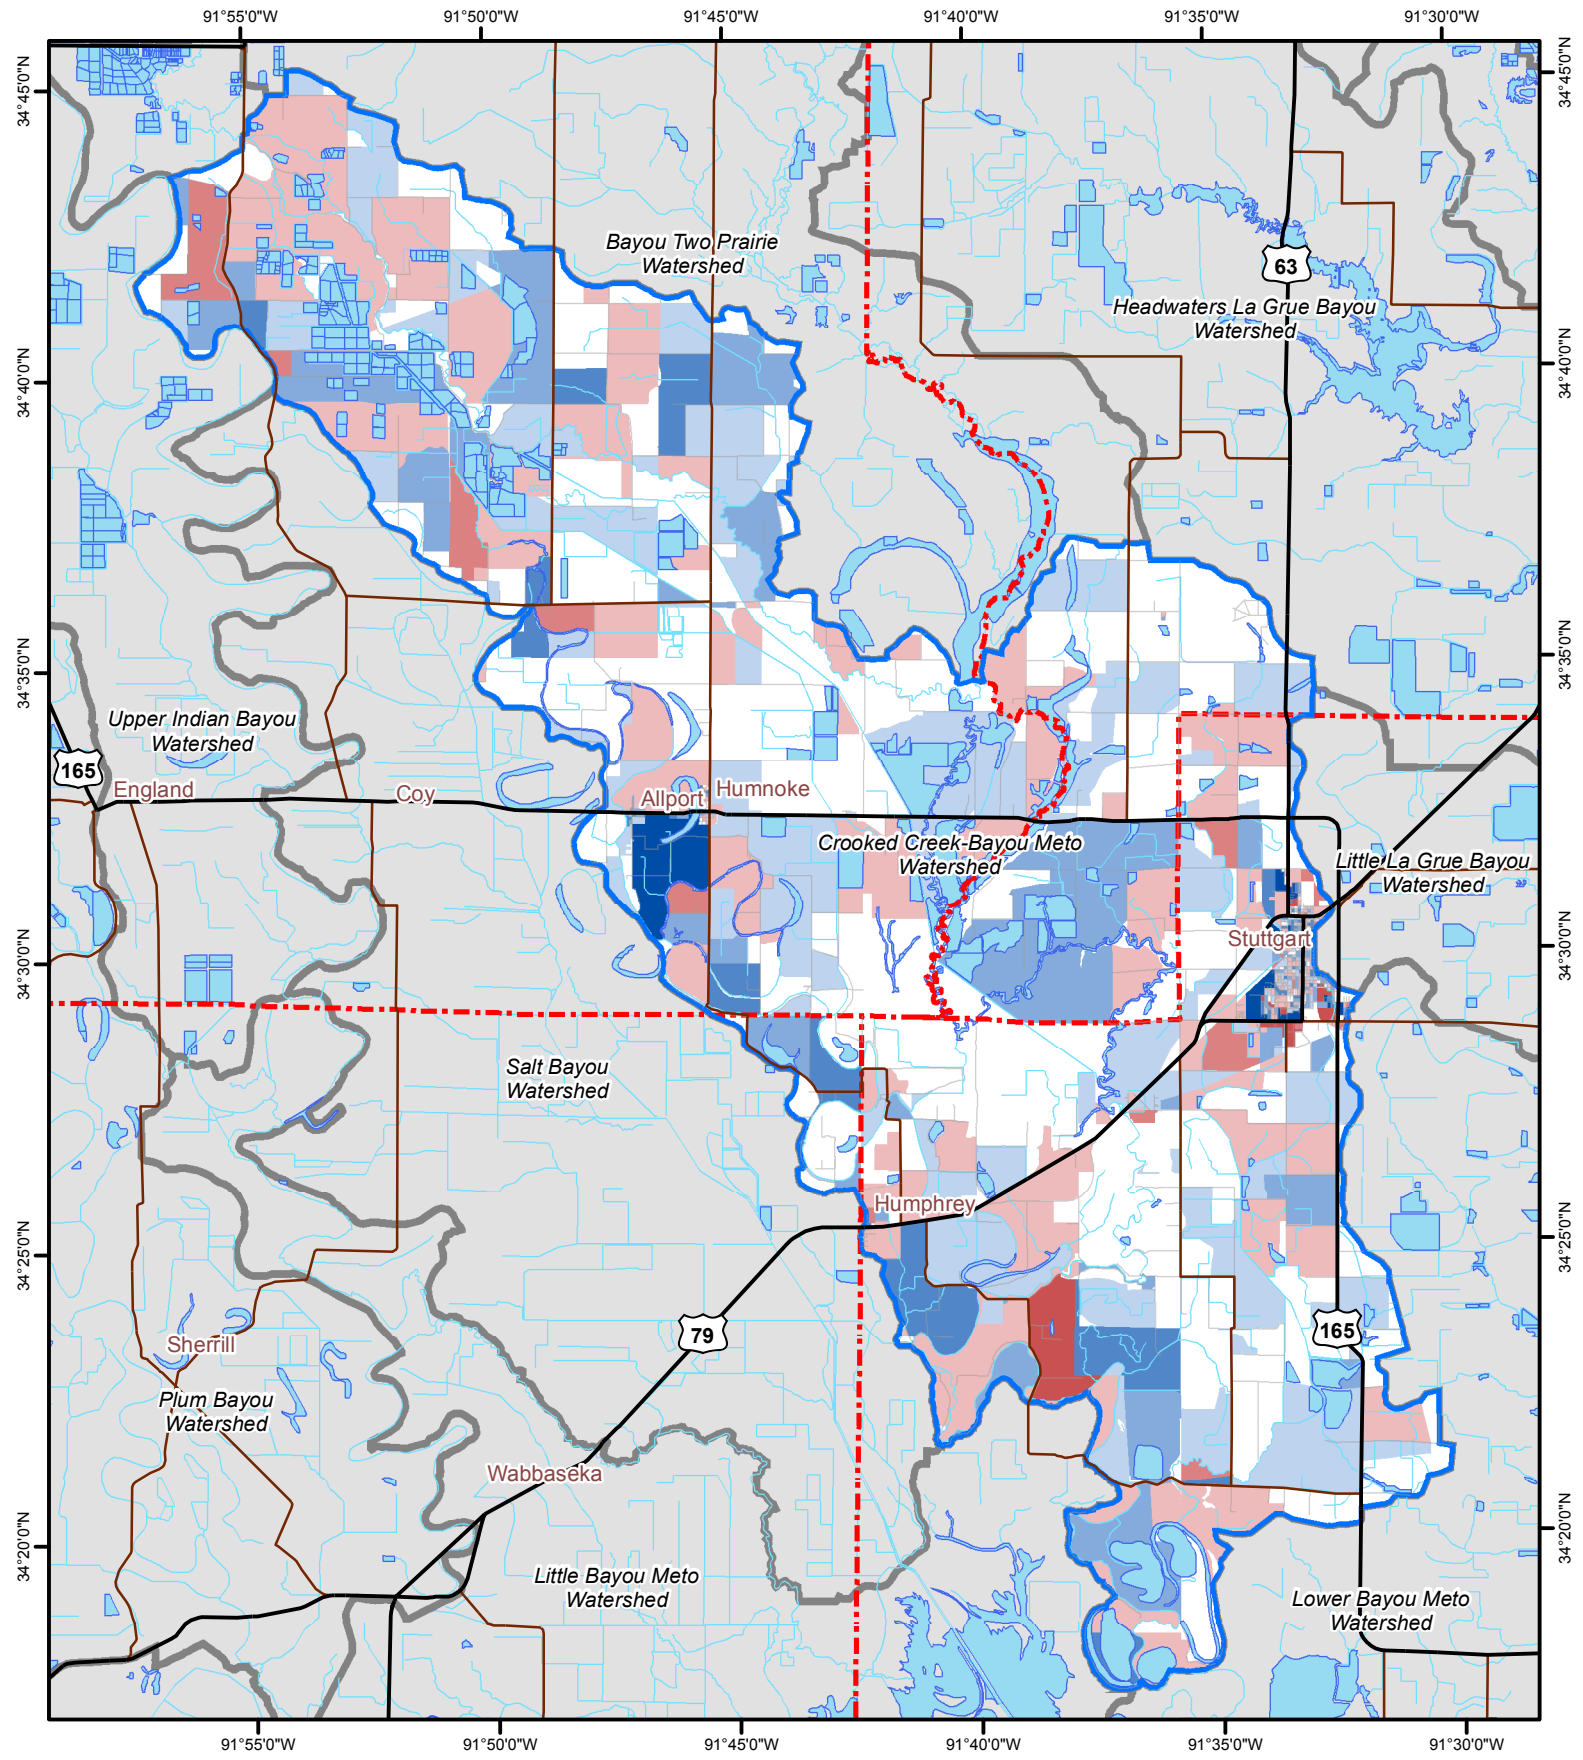 91°55'0"W
91°50'0"W
91°45'0"W
91°40'0"W
91°35'0"W
91°30'0"W
34°45'0"N
34°45'0"N
Bayou Two Prairie
Watershed
63
Headwaters La Grue Bayou
Watershed
34°40'0"N
34°40'0"N
34°35'0"N
34°35'0"N
Upper Indian Bayou
Watershed
165
England
Coy
Allport
Humnoke
Crooked Creek-Bayou Meto
Watershed
Little La Grue Bayou
Watershed
Stuttgart
34°30'0"N
34°30'0"N
Salt Bayou
Watershed
Humphrey
34°25'0"N
34°25'0"N
79
165
Sherrill
Plum Bayou
Watershed
Wabbaseka
34°20'0"N
34°20'0"N
Little Bayou Meto
Watershed
Lower Bayou Meto
Watershed
91°55'0"W
91°50'0"W
91°45'0"W
91°40'0"W
91°35'0"W
91°30'0"W